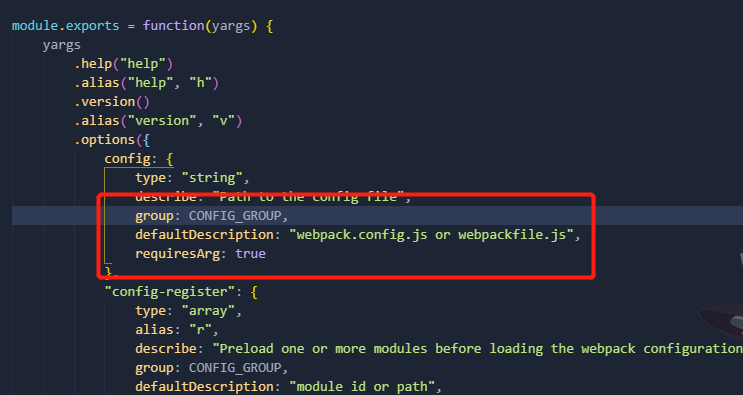 module.exports = function(yargs) {
yargs
.help("help")
.alias("help", "h")
.version()
.alias("version", "v")
.options({
config: {
type: "string",
describe: "Path to the config file",
group: CONFIG_GROUP,
defaultDescription: "webpack.config.js or webpackfile.js",
requiresArg: true
},
"config-register": {
type: "array",
alias: "r",
describe: "Preload one or more modules before loading the webpack configuration
group: CONFIG_GROUP,
defaultDescription: "module id or path",